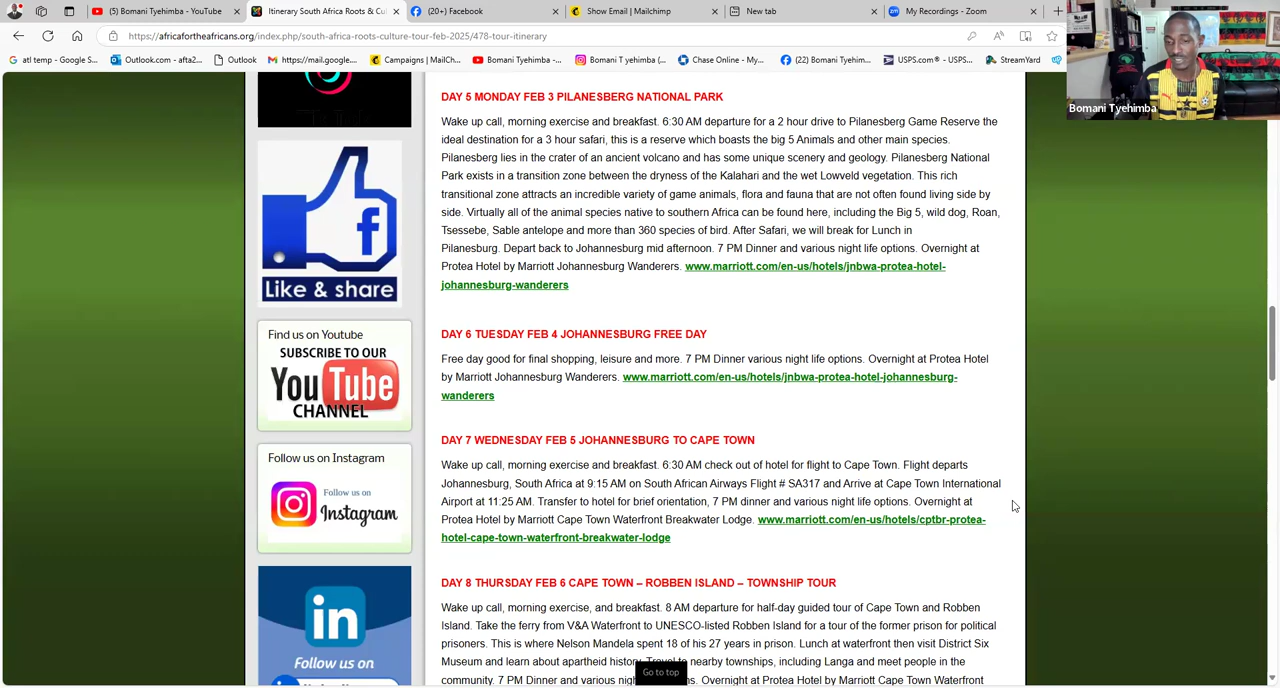 (5) Bomani Tyehimba - YouTube
Itinerary South Africa Roots & Cul
(20+) Facebook
Show Email | Mailchimp
New tab
My Recordings - Zoom
https://africafortheafricans.org/index.php/south-africa-roots-culture-tour-feb-2025/478-tour-itinerary
atl temp - Google S...
Outlook.com - afta2...
Outlook
https://mail.google....
Campaigns | MailCh...
Bomani Tyehimba -...
Bomani T yehimba (...
Chase Online - My...
(22) Bomani Tyehim...
USPS.com® - USPS...
StreamYard
Bomani Tyehimba
Like & share
Find us on Youtube
SUBSCRIBE TO OUR
YouTube
CHANNEL
Follow us on Instagram
Follow us on
Instagram
in
Follow us on
DAY 5 MONDAY FEB 3 PILANESBERG NATIONAL PARK
Wake up call, morning exercise and breakfast. 6:30 AM departure for a 2 hour drive to Pilanesberg Game Reserve the
ideal destination for a 3 hour safari, this is a reserve which boasts the big 5 Animals and other main species.
Pilanesberg lies in the crater of an ancient volcano and has some unique scenery and geology. Pilanesberg National
Park exists in a transition zone between the dryness of the Kalahari and the wet Lowveld vegetation. This rich
transitional zone attracts an incredible variety of game animals, flora and fauna that are not often found living side by
side. Virtually all of the animal species native to southern Africa can be found here, including the Big 5, wild dog, Roan,
Tsessebe, Sable antelope and more than 360 species of bird. After Safari, we will break for Lunch in
Pilanesburg. Depart back to Johannesburg mid afternoon. 7 PM Dinner and various night life options. Overnight at
Protea Hotel by Marriott Johannesburg Wanderers. www.marriott.com/en-us/hotels/jnbwa-protea-hotel-
johannesburg-wanderers
DAY 6 TUESDAY FEB 4 JOHANNESBURG FREE DAY
Free day good for final shopping, leisure and more. 7 PM Dinner various night life options. Overnight at Protea Hotel
by Marriott Johannesburg Wanderers. www.marriott.com/en-us/hotels/jnbwa-protea-hotel-johannesburg-
wanderers
DAY 7 WEDNESDAY FEB 5 JOHANNESBURG TO CAPE TOWN
Wake up call, morning exercise and breakfast. 6:30 AM check out of hotel for flight to Cape Town. Flight departs
Johannesburg, South Africa at 9:15 AM on South African Airways Flight # SA317 and Arrive at Cape Town International
Airport at 11:25 AM. Transfer to hotel for brief orientation, 7 PM dinner and various night life options. Overnight at
Protea Hotel by Marriott Cape Town Waterfront Breakwater Lodge. www.marriott.com/en-us/hotels/cptbr-protea-
hotel-cape-town-waterfront-breakwater-lodge
DAY 8 THURSDAY FEB 6 CAPE TOWN – ROBBEN ISLAND – TOWNSHIP TOUR
Wake up call, morning exercise, and breakfast. 8 AM departure for half-day guided tour of Cape Town and Robben
Island. Take the ferry from V&A Waterfront to UNESCO-listed Robben Island for a tour of the former prison for political
prisoners. This is where Nelson Mandela spent 18 of his 27 years in prison. Lunch at waterfront then visit District Six
Museum and learn about apartheid history. Travel to nearby townships, including Langa and meet people in the
community. 7 PM Dinner and various options. Overnight at Protea Hotel by Marriott Cape Town Waterfront
Go to top